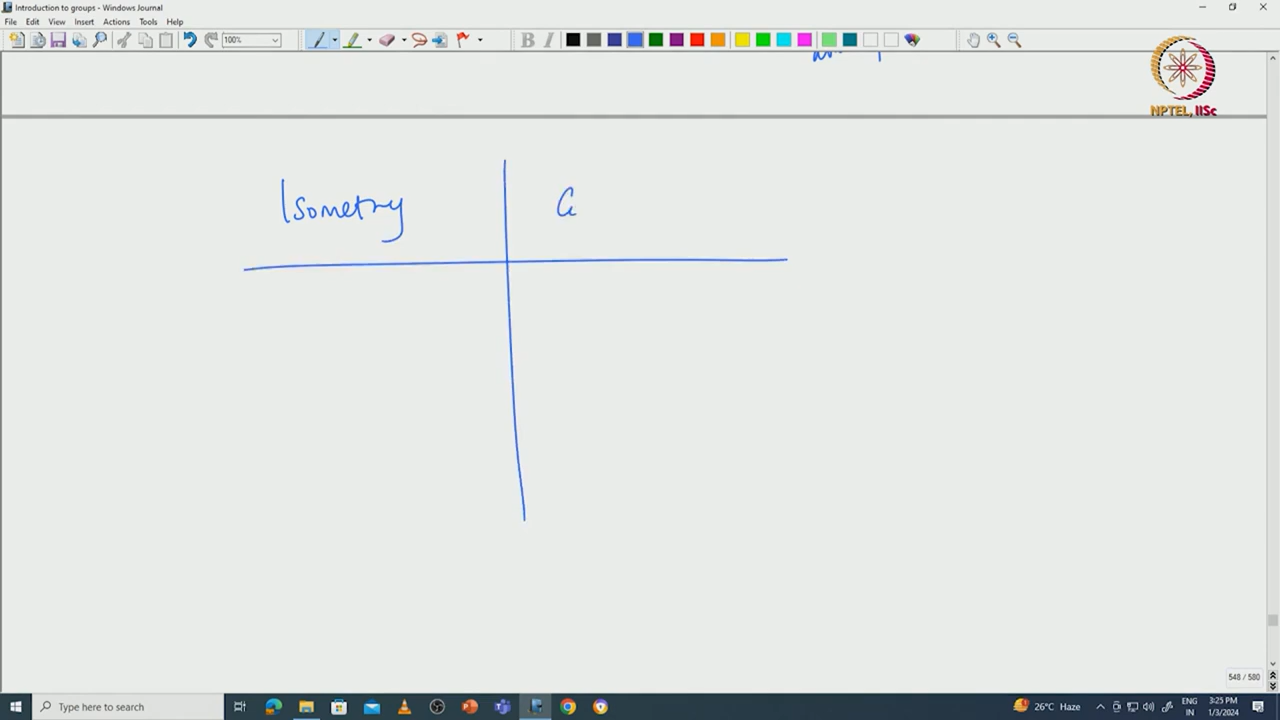 Introduction to groups - Windows Journal
File Edit View Insert Actions Tools Help
100%
B I
NPTEL, IISc
Isometry G
548 / 580
Type here to search
26°C Haze
ENG
IN
3:25 PM
1/3/2024